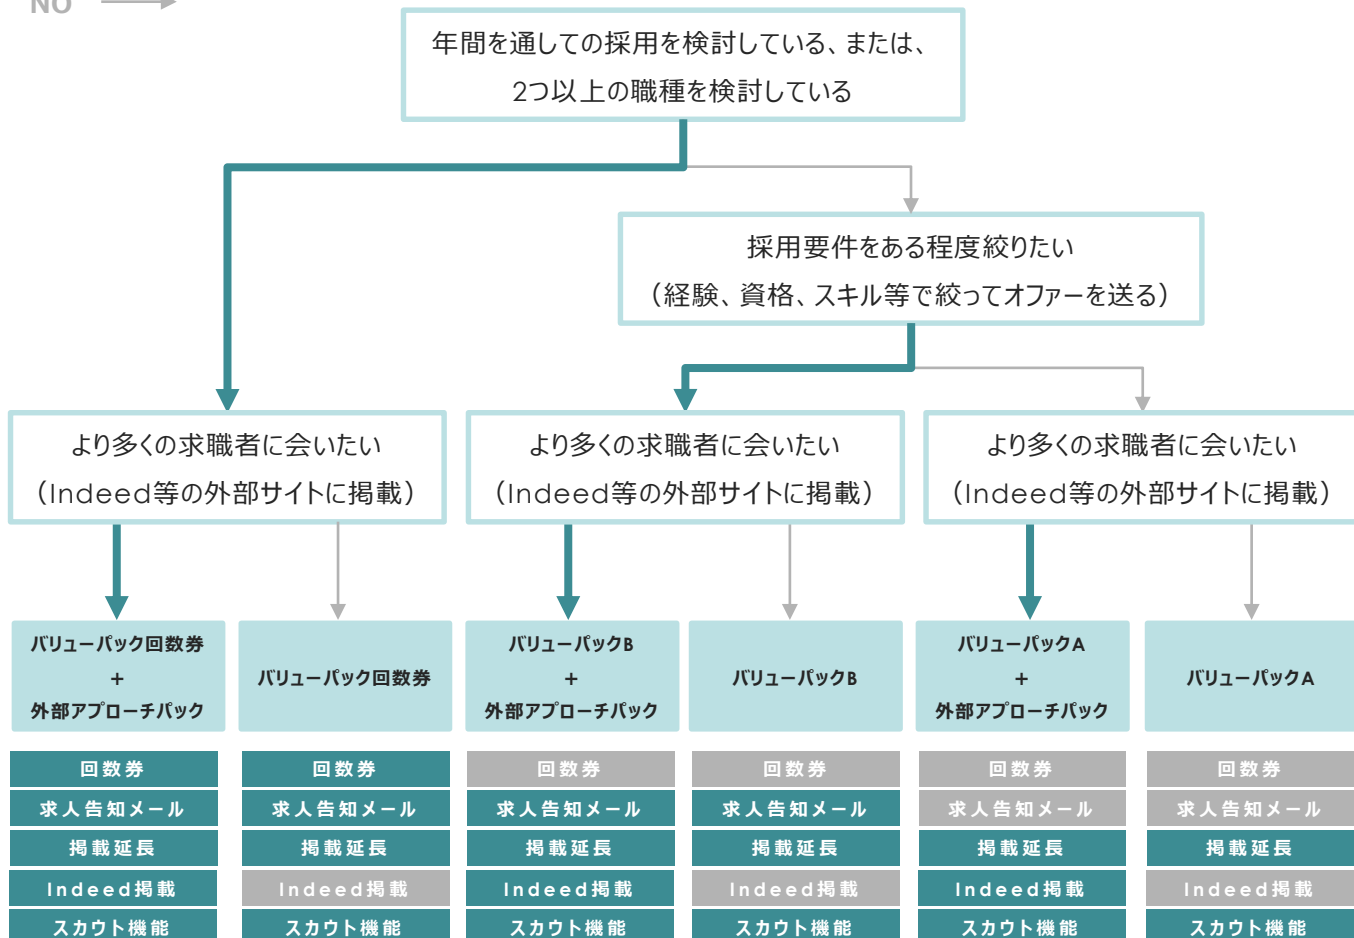 NO
年間を通しての採用を検討している、または、
2つ以上の職種を検討している
採用要件をある程度絞りたい
（経験、資格、スキル等で絞ってオファーを送る）
より多くの求職者に会いたい
（Indeed等の外部サイトに掲載）
より多くの求職者に会いたい
（Indeed等の外部サイトに掲載）
より多くの求職者に会いたい
（Indeed等の外部サイトに掲載）
バリューパック回数券
+
外部アプローチパック
バリューパック回数券
バリューパックB
+
外部アプローチパック
バリューパックB
バリューパックA
+
外部アプローチパック
バリューパックA
回数券
求人告知メール
掲載延長
Indeed掲載
スカウト機能
回数券
求人告知メール
掲載延長
Indeed掲載
スカウト機能
回数券
求人告知メール
掲載延長
Indeed掲載
スカウト機能
回数券
求人告知メール
掲載延長
Indeed掲載
スカウト機能
回数券
求人告知メール
掲載延長
Indeed掲載
スカウト機能
回数券
求人告知メール
掲載延長
Indeed掲載
スカウト機能